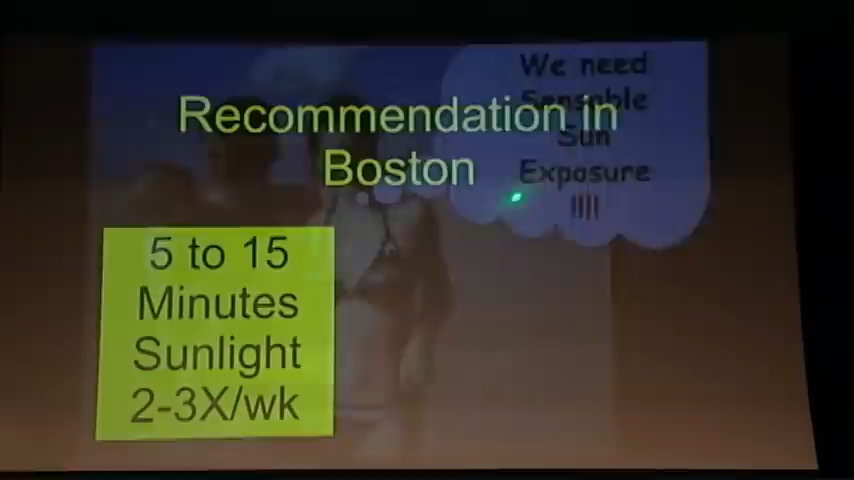 Recommendation in
Boston
We need
Sensible
Sun
Exposure
!!!!
5 to 15
Minutes
Sunlight
2-3X/wk